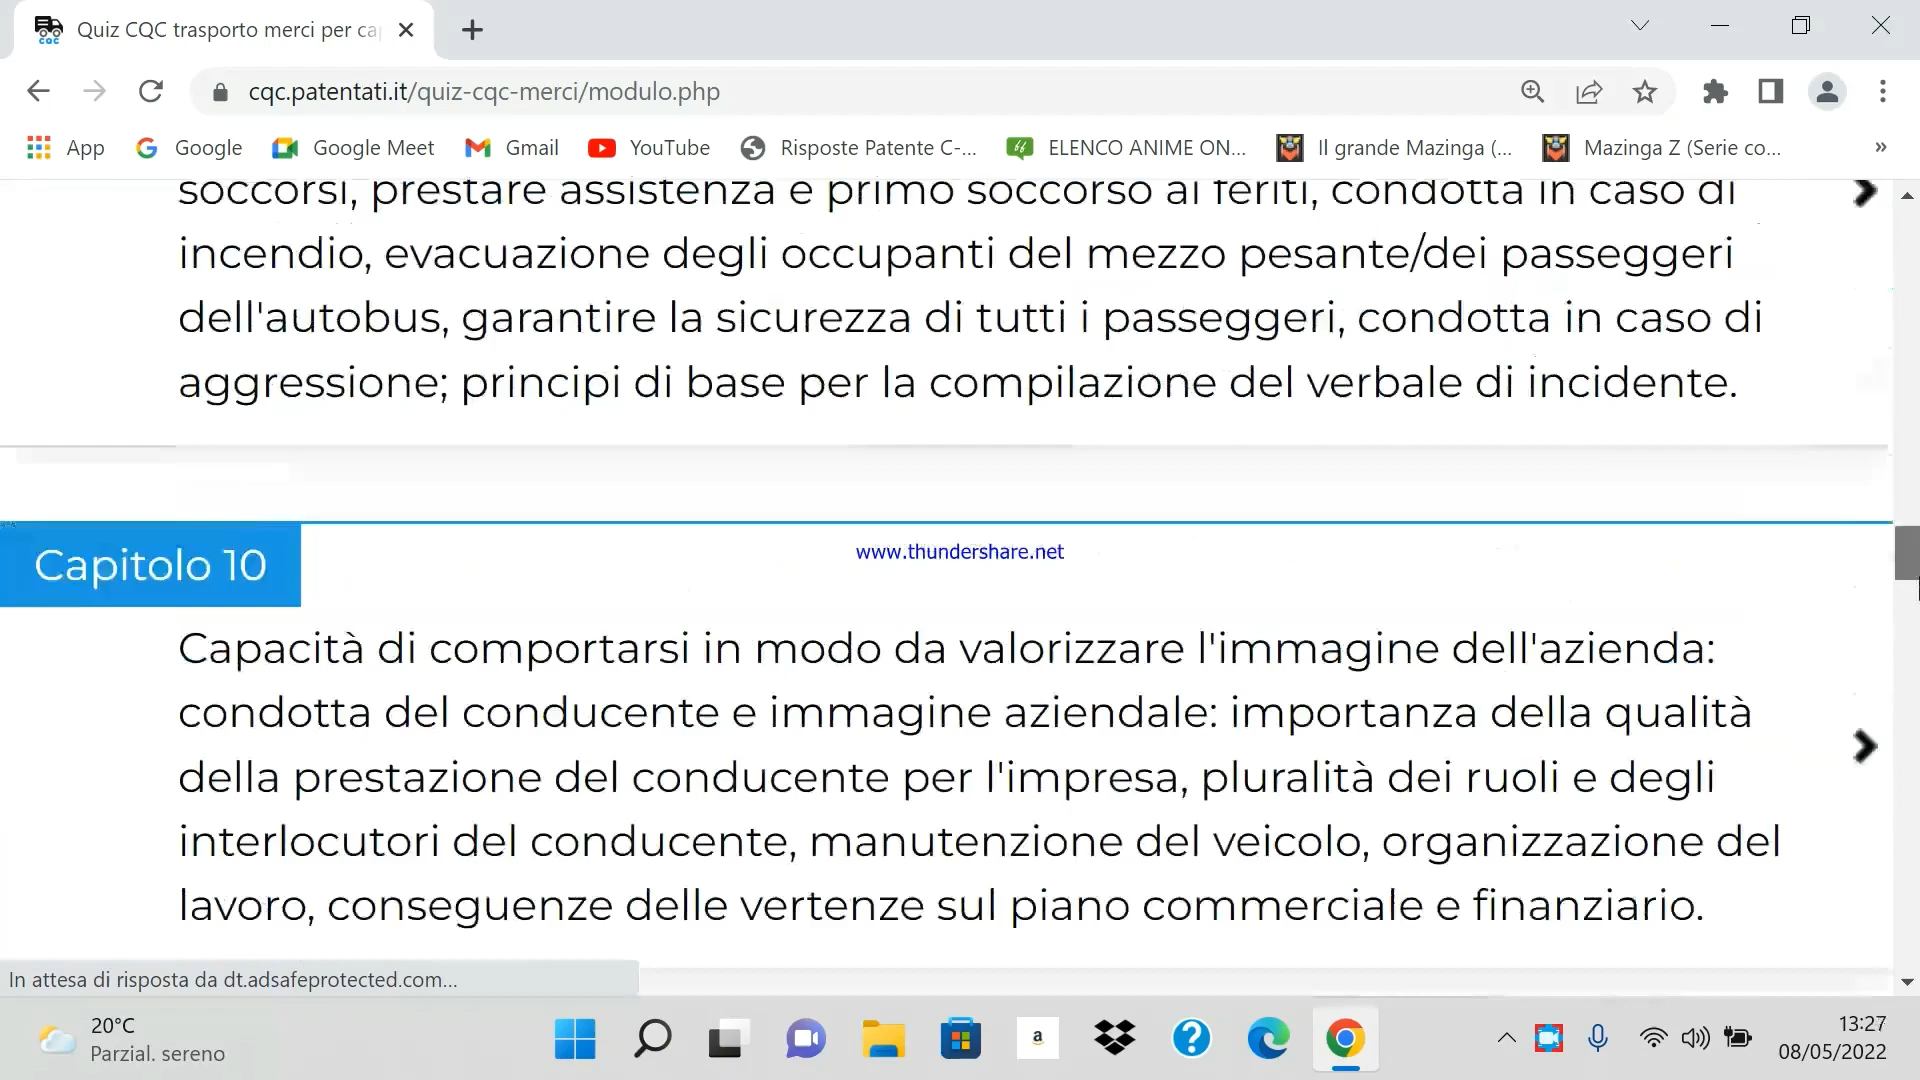 Quiz CQC trasporto merci per ca
cqc.patentati.it/quiz-cqc-merci/modulo.php
App
Google
Google Meet
Gmail
YouTube
Risposte Patente C-...
ELENCO ANIME ON...
Il grande Mazinga (...
Mazinga Z (Serie co...
soccorsi, prestare assistenza e primo soccorso ai feriti, condotta in caso di
incendio, evacuazione degli occupanti del mezzo pesante/dei passeggeri
dell'autobus, garantire la sicurezza di tutti i passeggeri, condotta in caso di
aggressione; principi di base per la compilazione del verbale di incidente.
www.thundershare.net
Capitolo 10
Capacità di comportarsi in modo da valorizzare l'immagine dell'azienda:
condotta del conducente e immagine aziendale: importanza della qualità
della prestazione del conducente per l'impresa, pluralità dei ruoli e degli
interlocutori del conducente, manutenzione del veicolo, organizzazione del
lavoro, conseguenze delle vertenze sul piano commerciale e finanziario.
In attesa di risposta da dt.adsafeprotected.com...
20°C
Parzial. sereno
13:27
08/05/2022